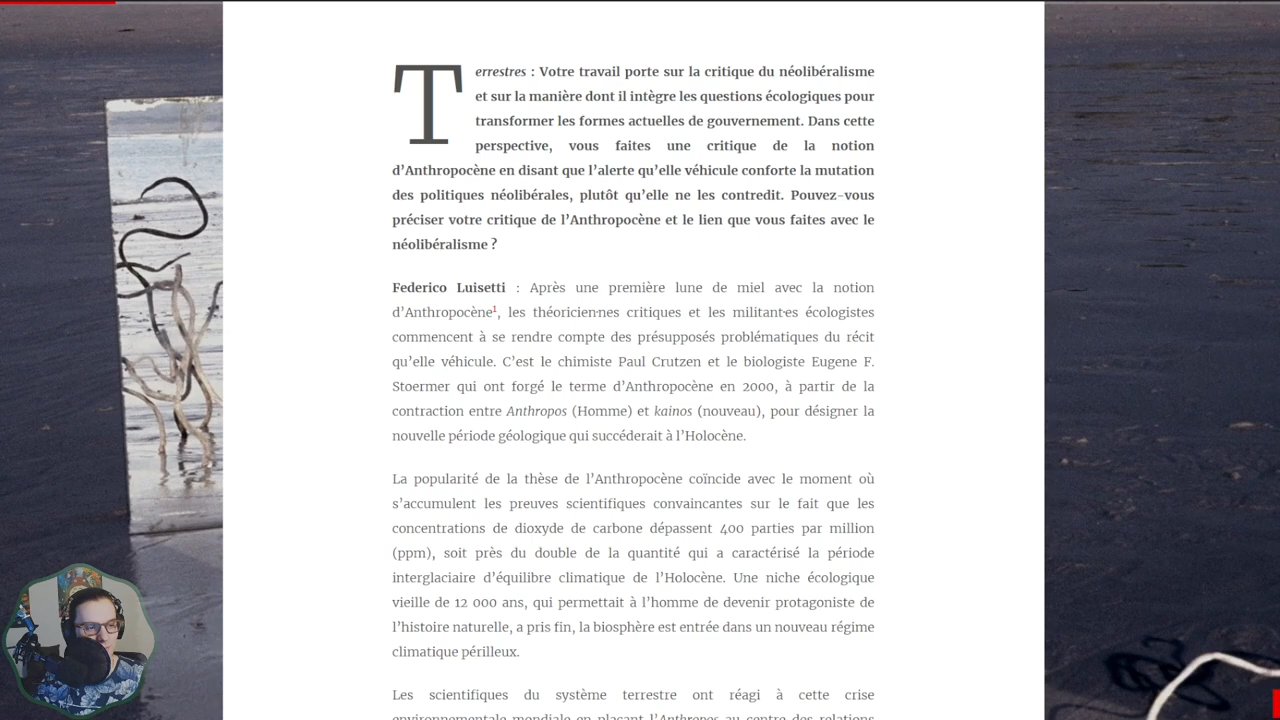 Terrestres : Votre travail porte sur la critique du néolibéralisme
et sur la manière dont il intègre les questions écologiques pour
transformer les formes actuelles de gouvernement. Dans cette
perspective, vous faites une critique de la notion
d’Anthropocène en disant que l’alerte qu’elle véhicule conforte la mutation
des politiques néolibérales, plutôt qu’elle ne les contredit. Pouvez-vous
préciser votre critique de l’Anthropocène et le lien que vous faites avec le
néolibéralisme ?
Federico Luisetti : Après une première lune de miel avec la notion
d’Anthropocène1, les théoricien·nes critiques et les militant·es écologistes
commencent à se rendre compte des présupposés problématiques du récit
qu’elle véhicule. C’est le chimiste Paul Crutzen et le biologiste Eugene F.
Stoermer qui ont forgé le terme d’Anthropocène en 2000, à partir de la
contraction entre Anthropos (Homme) et kainos (nouveau), pour désigner la
nouvelle période géologique qui succéderait à l’Holocène.
La popularité de la thèse de l’Anthropocène coïncide avec le moment où
s’accumulent les preuves scientifiques convaincantes sur le fait que les
concentrations de dioxyde de carbone dépassent 400 parties par million
(ppm), soit près du double de la quantité qui a caractérisé la période
interglaciaire d’équilibre climatique de l’Holocène. Une niche écologique
vieille de 12 000 ans, qui permettait à l’homme de devenir protagoniste de
l’histoire naturelle, a pris fin, la biosphère est entrée dans un nouveau régime
climatique périlleux.
Les scientifiques du système terrestre ont réagi à cette crise
environnementale mondiale en plaçant l’Anthropos au centre des relations